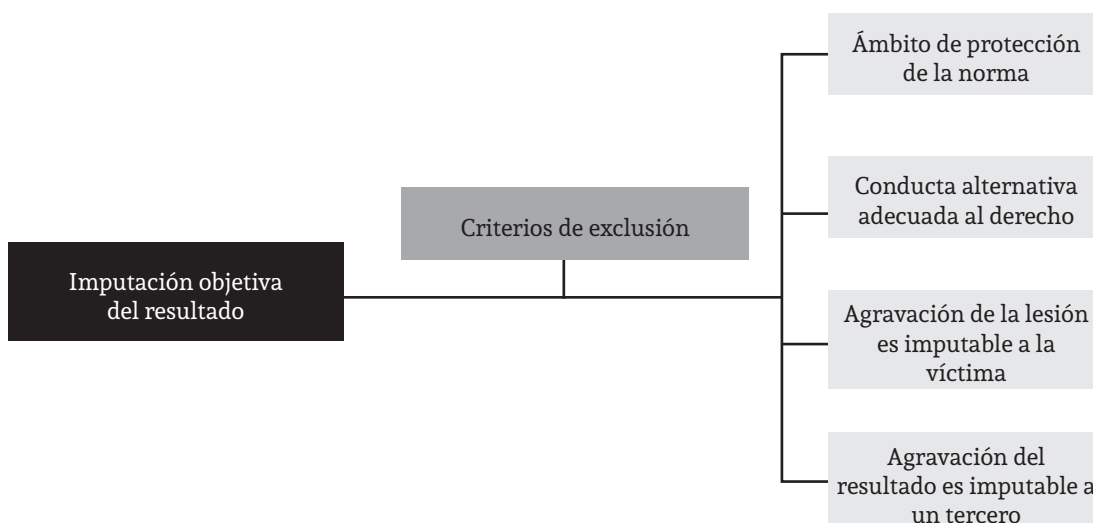 Imputación objetiva
del resultado
Criterios de exclusión
Ámbito de protección
de la norma
Conducta alternativa
adecuada al derecho
Agravación de la lesión
es imputable a la
víctima
Agravación del
resultado es imputable a
un tercero